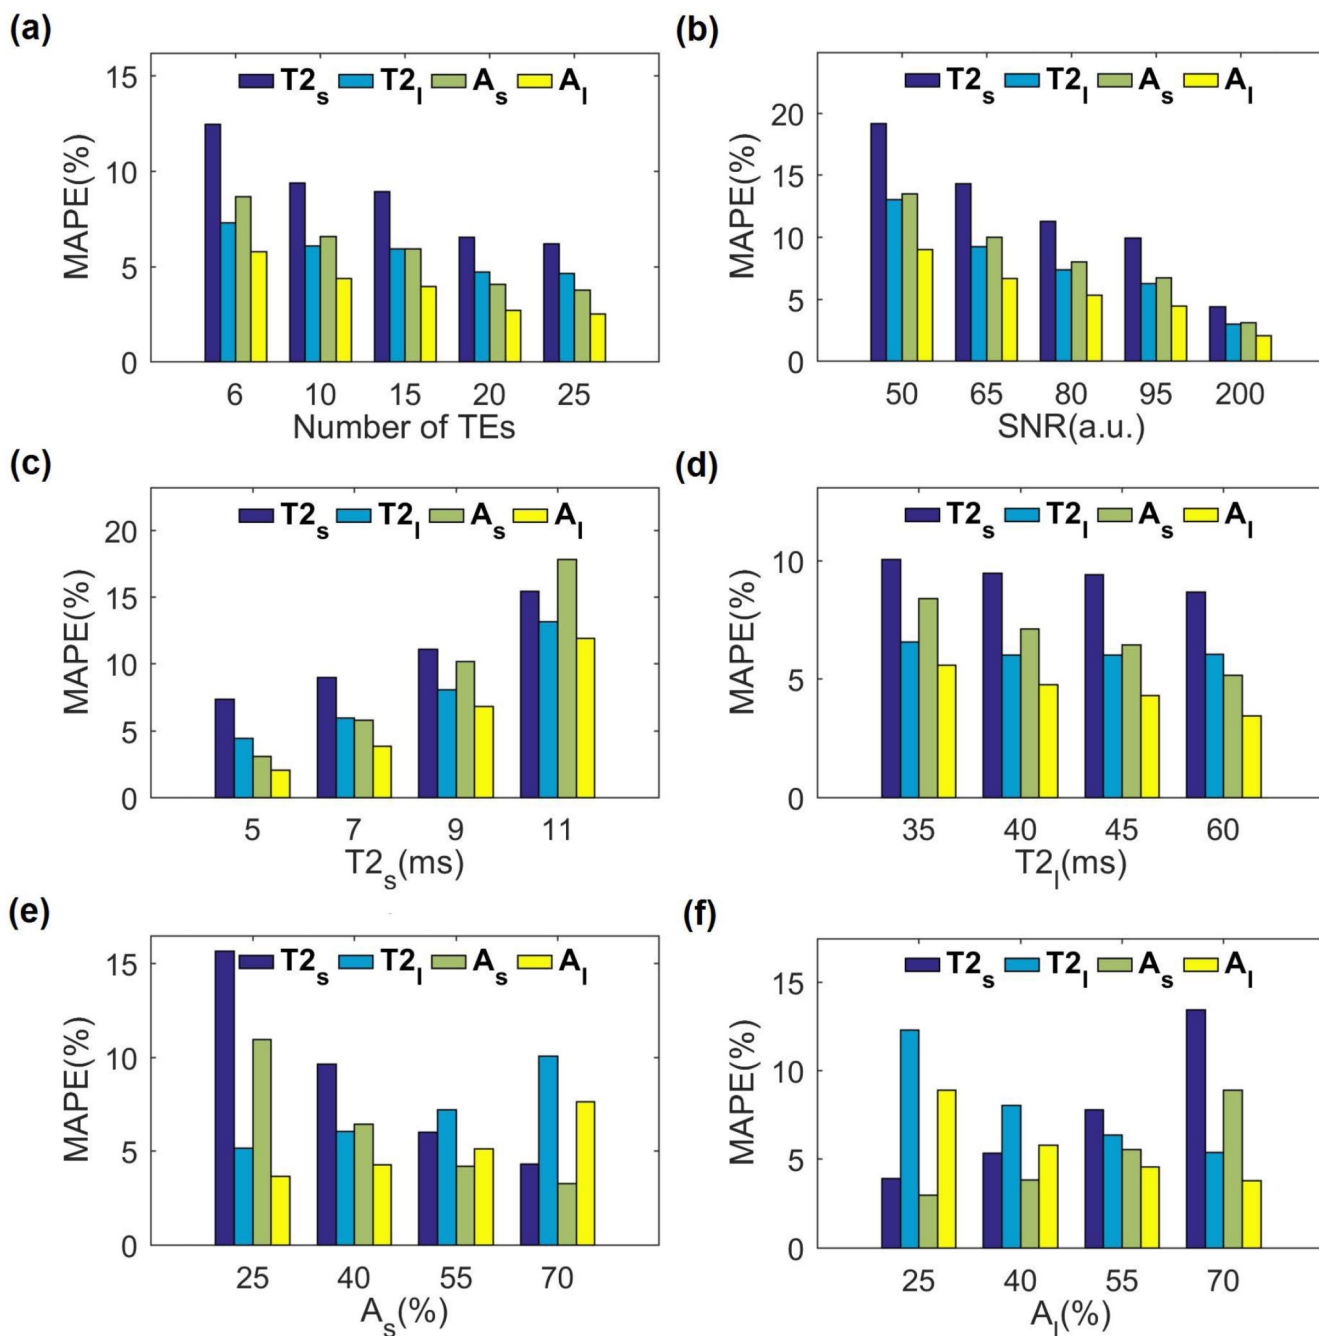 (a)
T2s T2l As Al
MAPE(%)
15
10
5
0
6 10 15 20 25
Number of TEs
(b)
T2s T2l As Al
MAPE(%)
20
15
10
5
0
50 65 80 95 200
SNR(a.u.)
(c)
T2s T2l As Al
MAPE(%)
20
15
10
5
0
5 7 9 11
T2s(ms)
(d)
T2s T2l As Al
MAPE(%)
10
5
0
35 40 45 60
T2l(ms)
(e)
T2s T2l As Al
MAPE(%)
15
10
5
0
25 40 55 70
As(%)
(f)
T2s T2l As Al
MAPE(%)
15
10
5
0
25 40 55 70
Al(%)